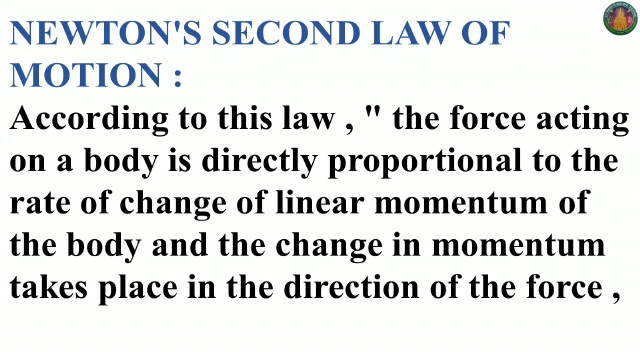 NEWTON'S SECOND LAW OF
MOTION :
According to this law , " the force acting
on a body is directly proportional to the
rate of change of linear momentum of
the body and the change in momentum
takes place in the direction of the force ,